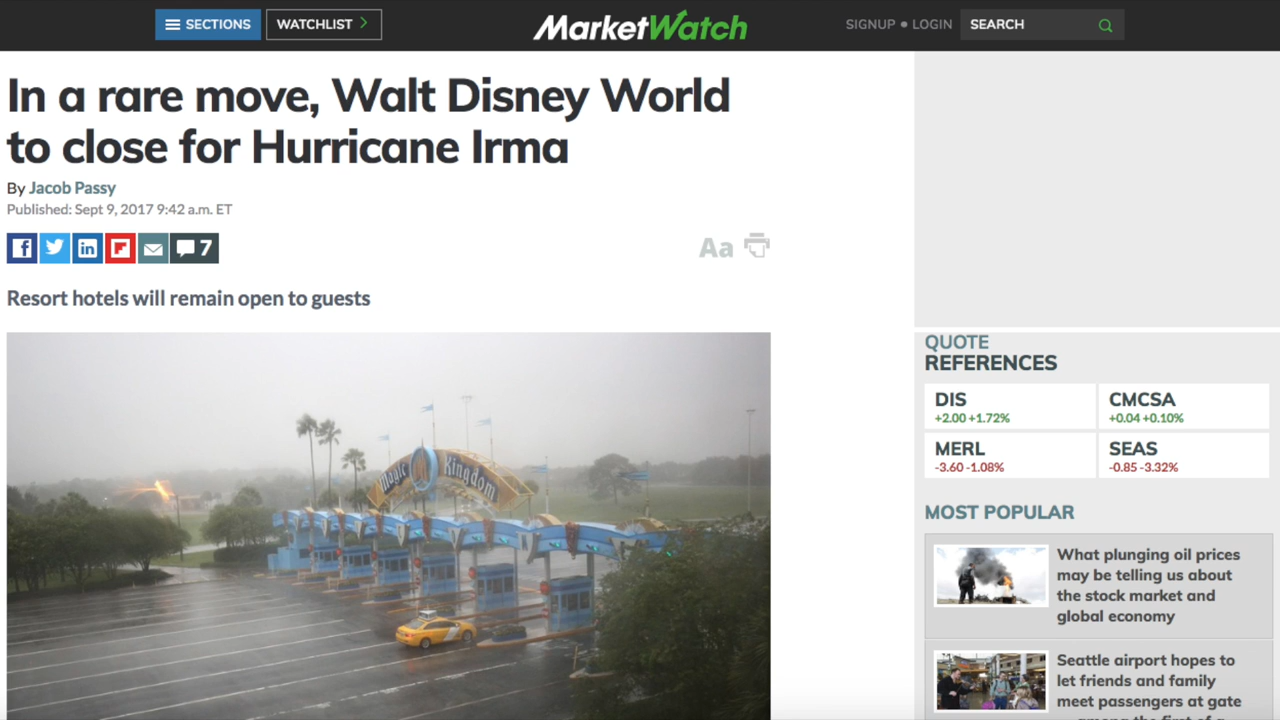 SECTIONS
WATCHLIST
MarketWatch
SIGNUP • LOGIN
SEARCH
In a rare move, Walt Disney World
to close for Hurricane Irma
By Jacob Passy
Published: Sept 9, 2017 9:42 a.m. ET
7
Aa
Resort hotels will remain open to guests
Magic Kingdom
QUOTE
REFERENCES
DIS
+2.00 +1.72%
CMCSA
+0.04 +0.10%
MERL
-3.60 -1.08%
SEAS
-0.85 -3.32%
MOST POPULAR
What plunging oil prices
may be telling us about
the stock market and
global economy
Seattle airport hopes to
let friends and family
meet passengers at gate
— among the first of a